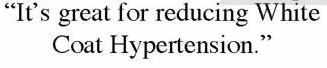 “It’s great for reducing White
Coat Hypertension.”